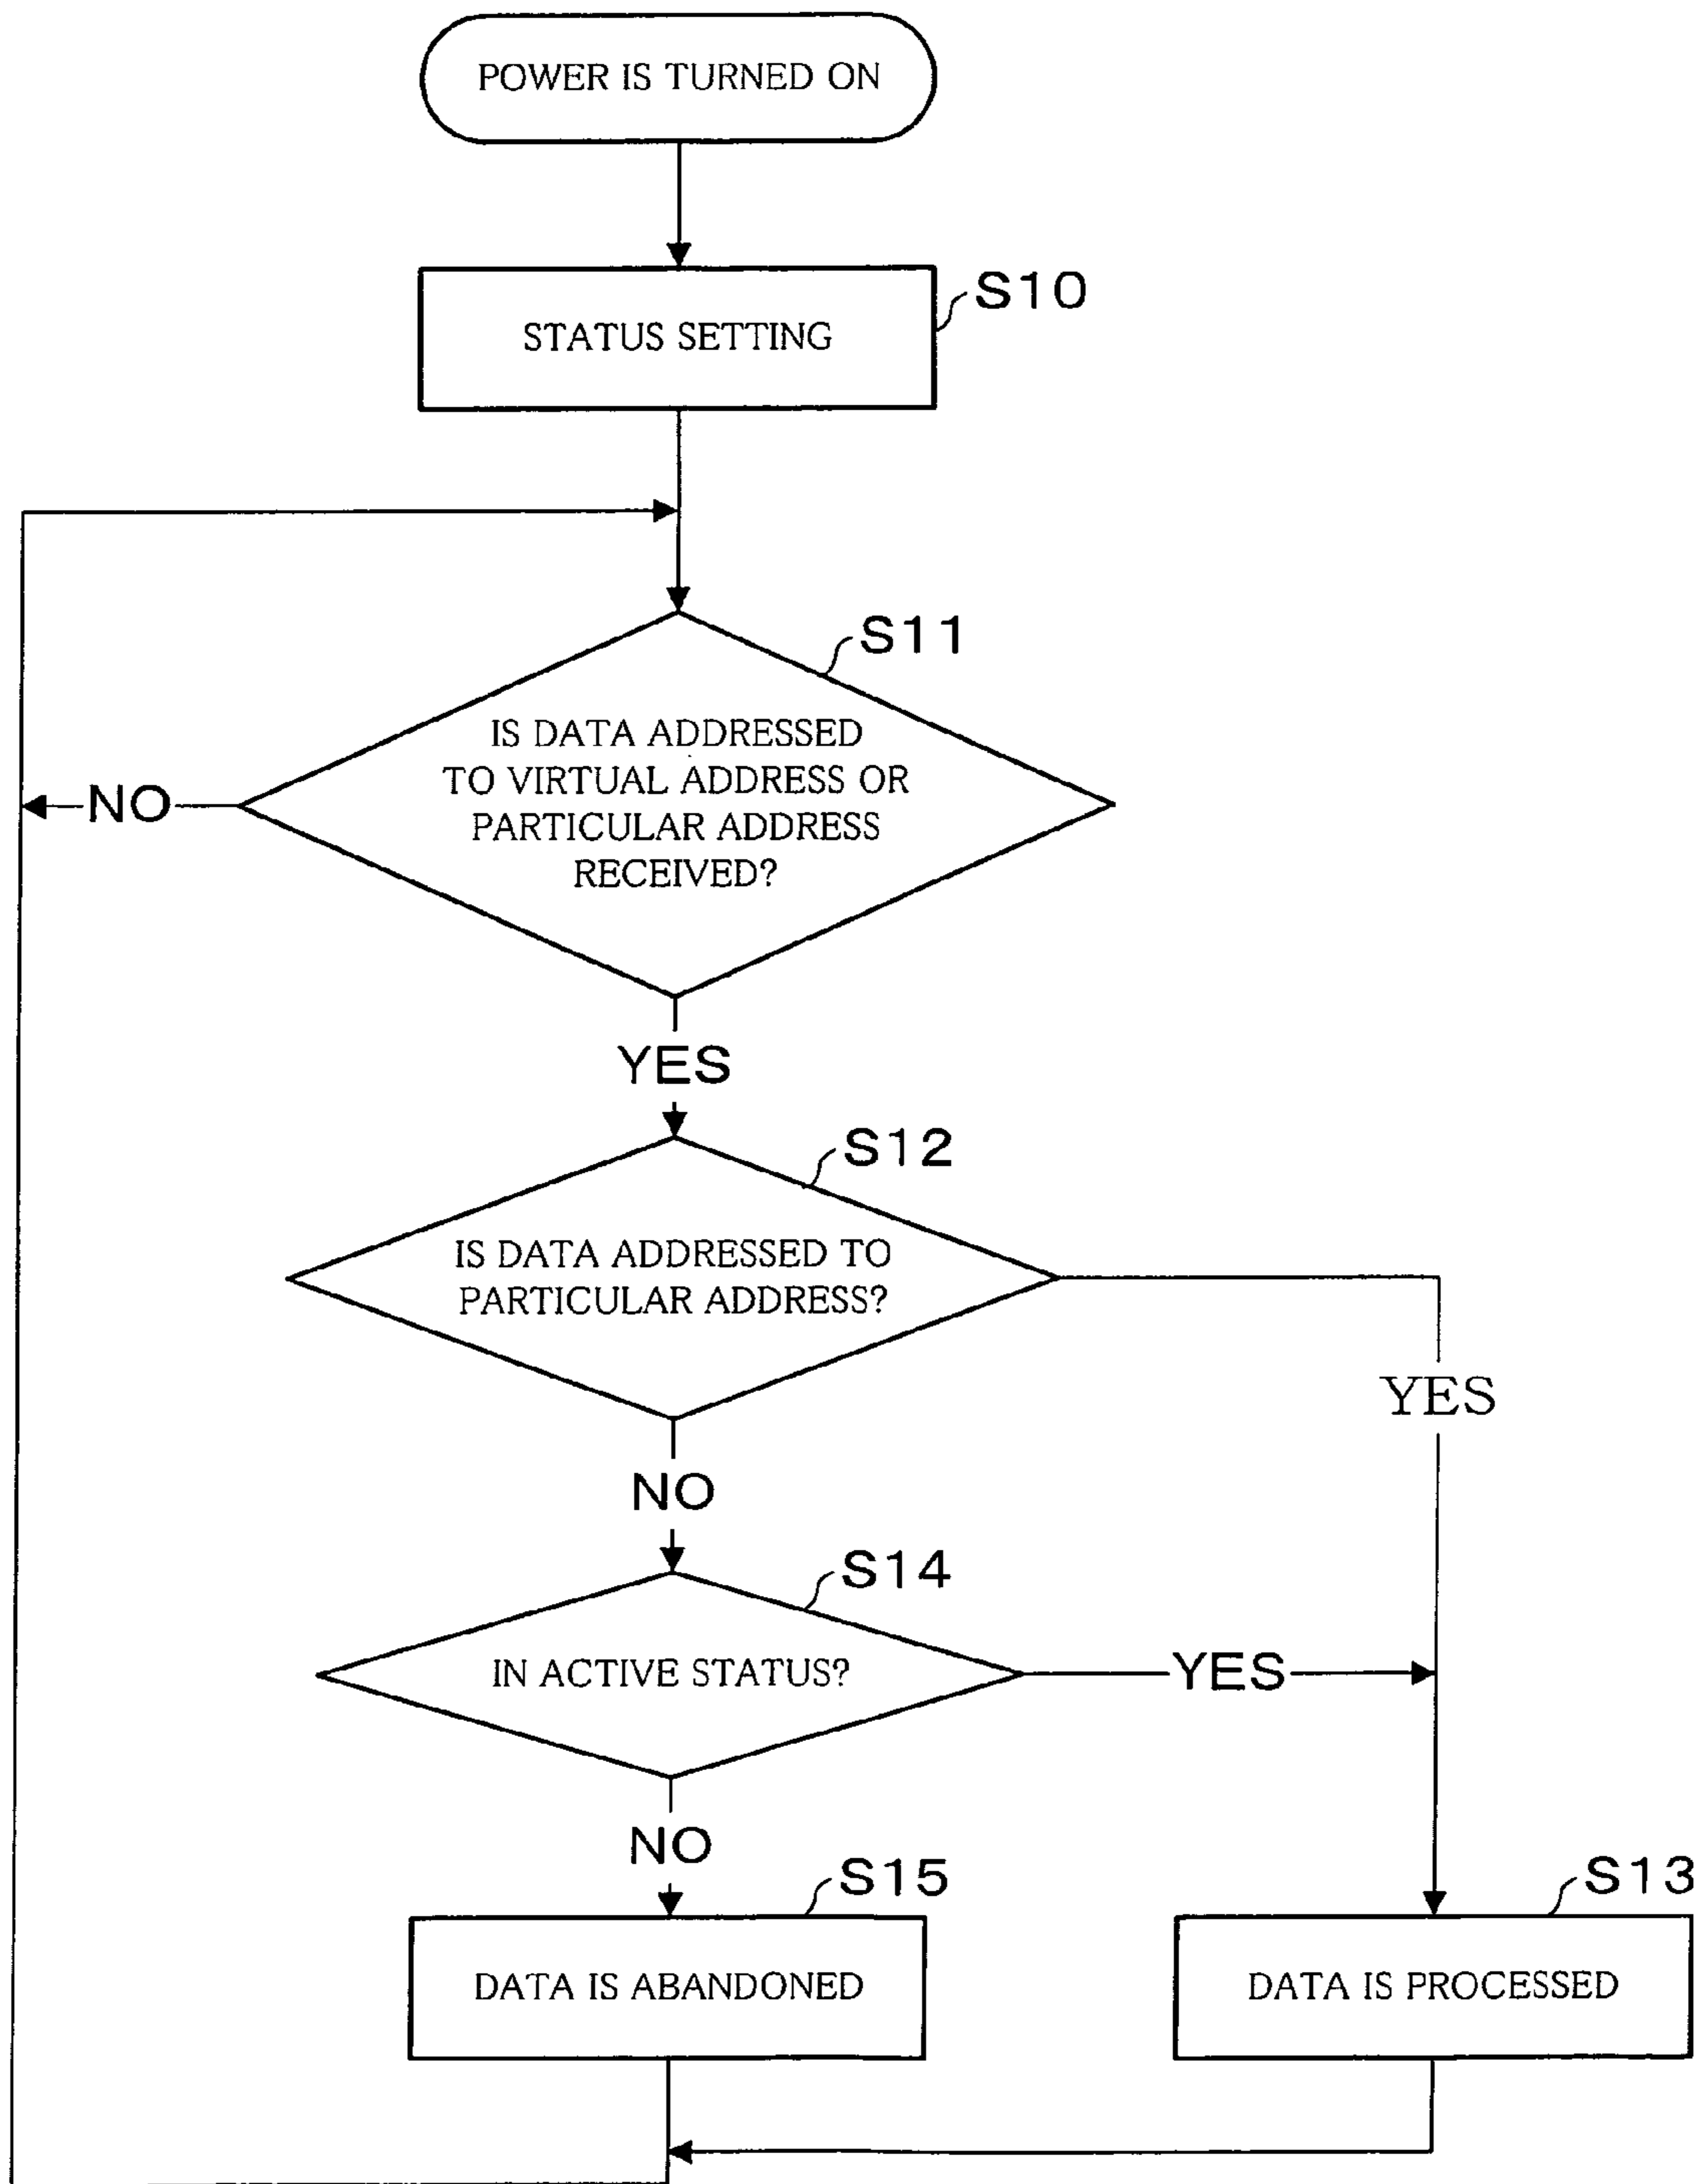 POWER IS TURNED ON
S10
STATUS SETTING
S11
IS DATA ADDRESSED
TO VIRTUAL ADDRESS OR
PARTICULAR ADDRESS
RECEIVED?
NO
YES
S12
IS DATA ADDRESSED TO
PARTICULAR ADDRESS?
YES
NO
S14
IN ACTIVE STATUS?
YES
NO
S15
S13
DATA IS ABANDONED
DATA IS PROCESSED